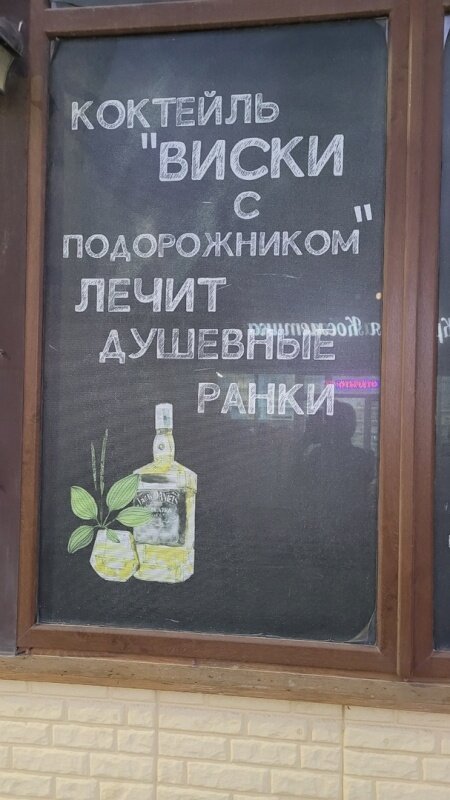 КОКТЕЙЛЬ
"ВИСКИ
С
ПОДОРОЖНИКОМ"
ЛЕЧИТ
ДУШЕВНЫЕ
РАНКИ